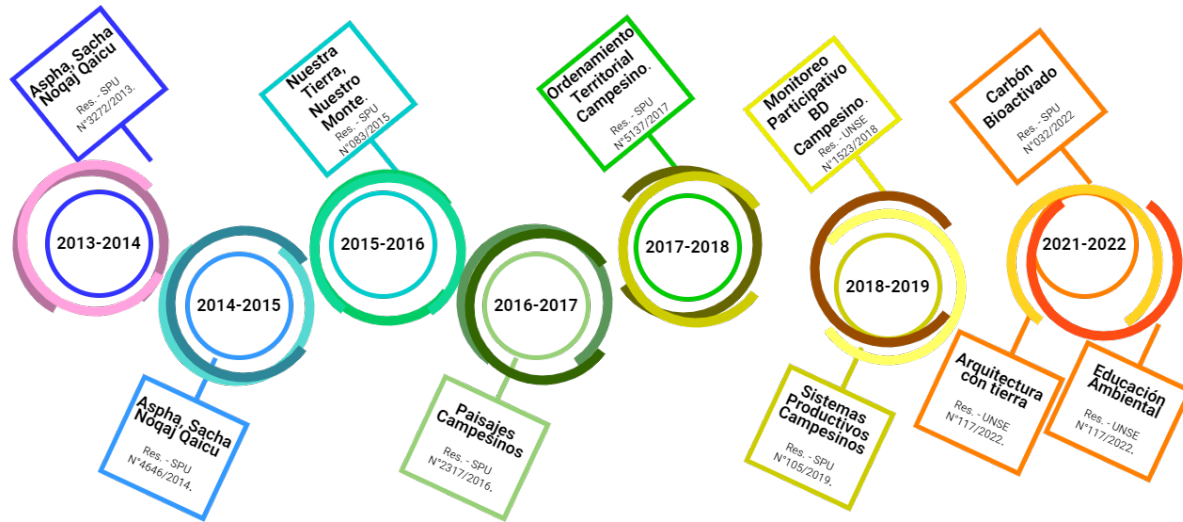 Aspha, Sacha
Noqaj Qaicu
Res. - SPU
N°3272/2013.
2013-2014
2014-2015
Aspha, Sacha
Noqaj Qaicu
Res. - SPU
N°4646/2014.
Nuestra
Tierra,
Nuestro
Monte.
Res. - SPU
N°083/2015
2015-2016
2016-2017
Paisajes
Campesinos
Res. - SPU
N°2317/2016.
Ordenamiento
Territorial
Campesino.
Res. - SPU
N°5137/2017
2017-2018
Monitoreo
Participativo
BD
Campesino.
Res. - UNSE
N°1523/2018
2018-2019
Sistemas
Productivos
Campesinos
Res. - SPU
N°105/2019.
Carbón
Bioactivado
Res. - SPU
N°032/2022
2021-2022
Arquitectura
con tierra
Res. - UNSE
N°117/2022.
Educación
Ambiental
Res. - UNSE
N°117/2022.